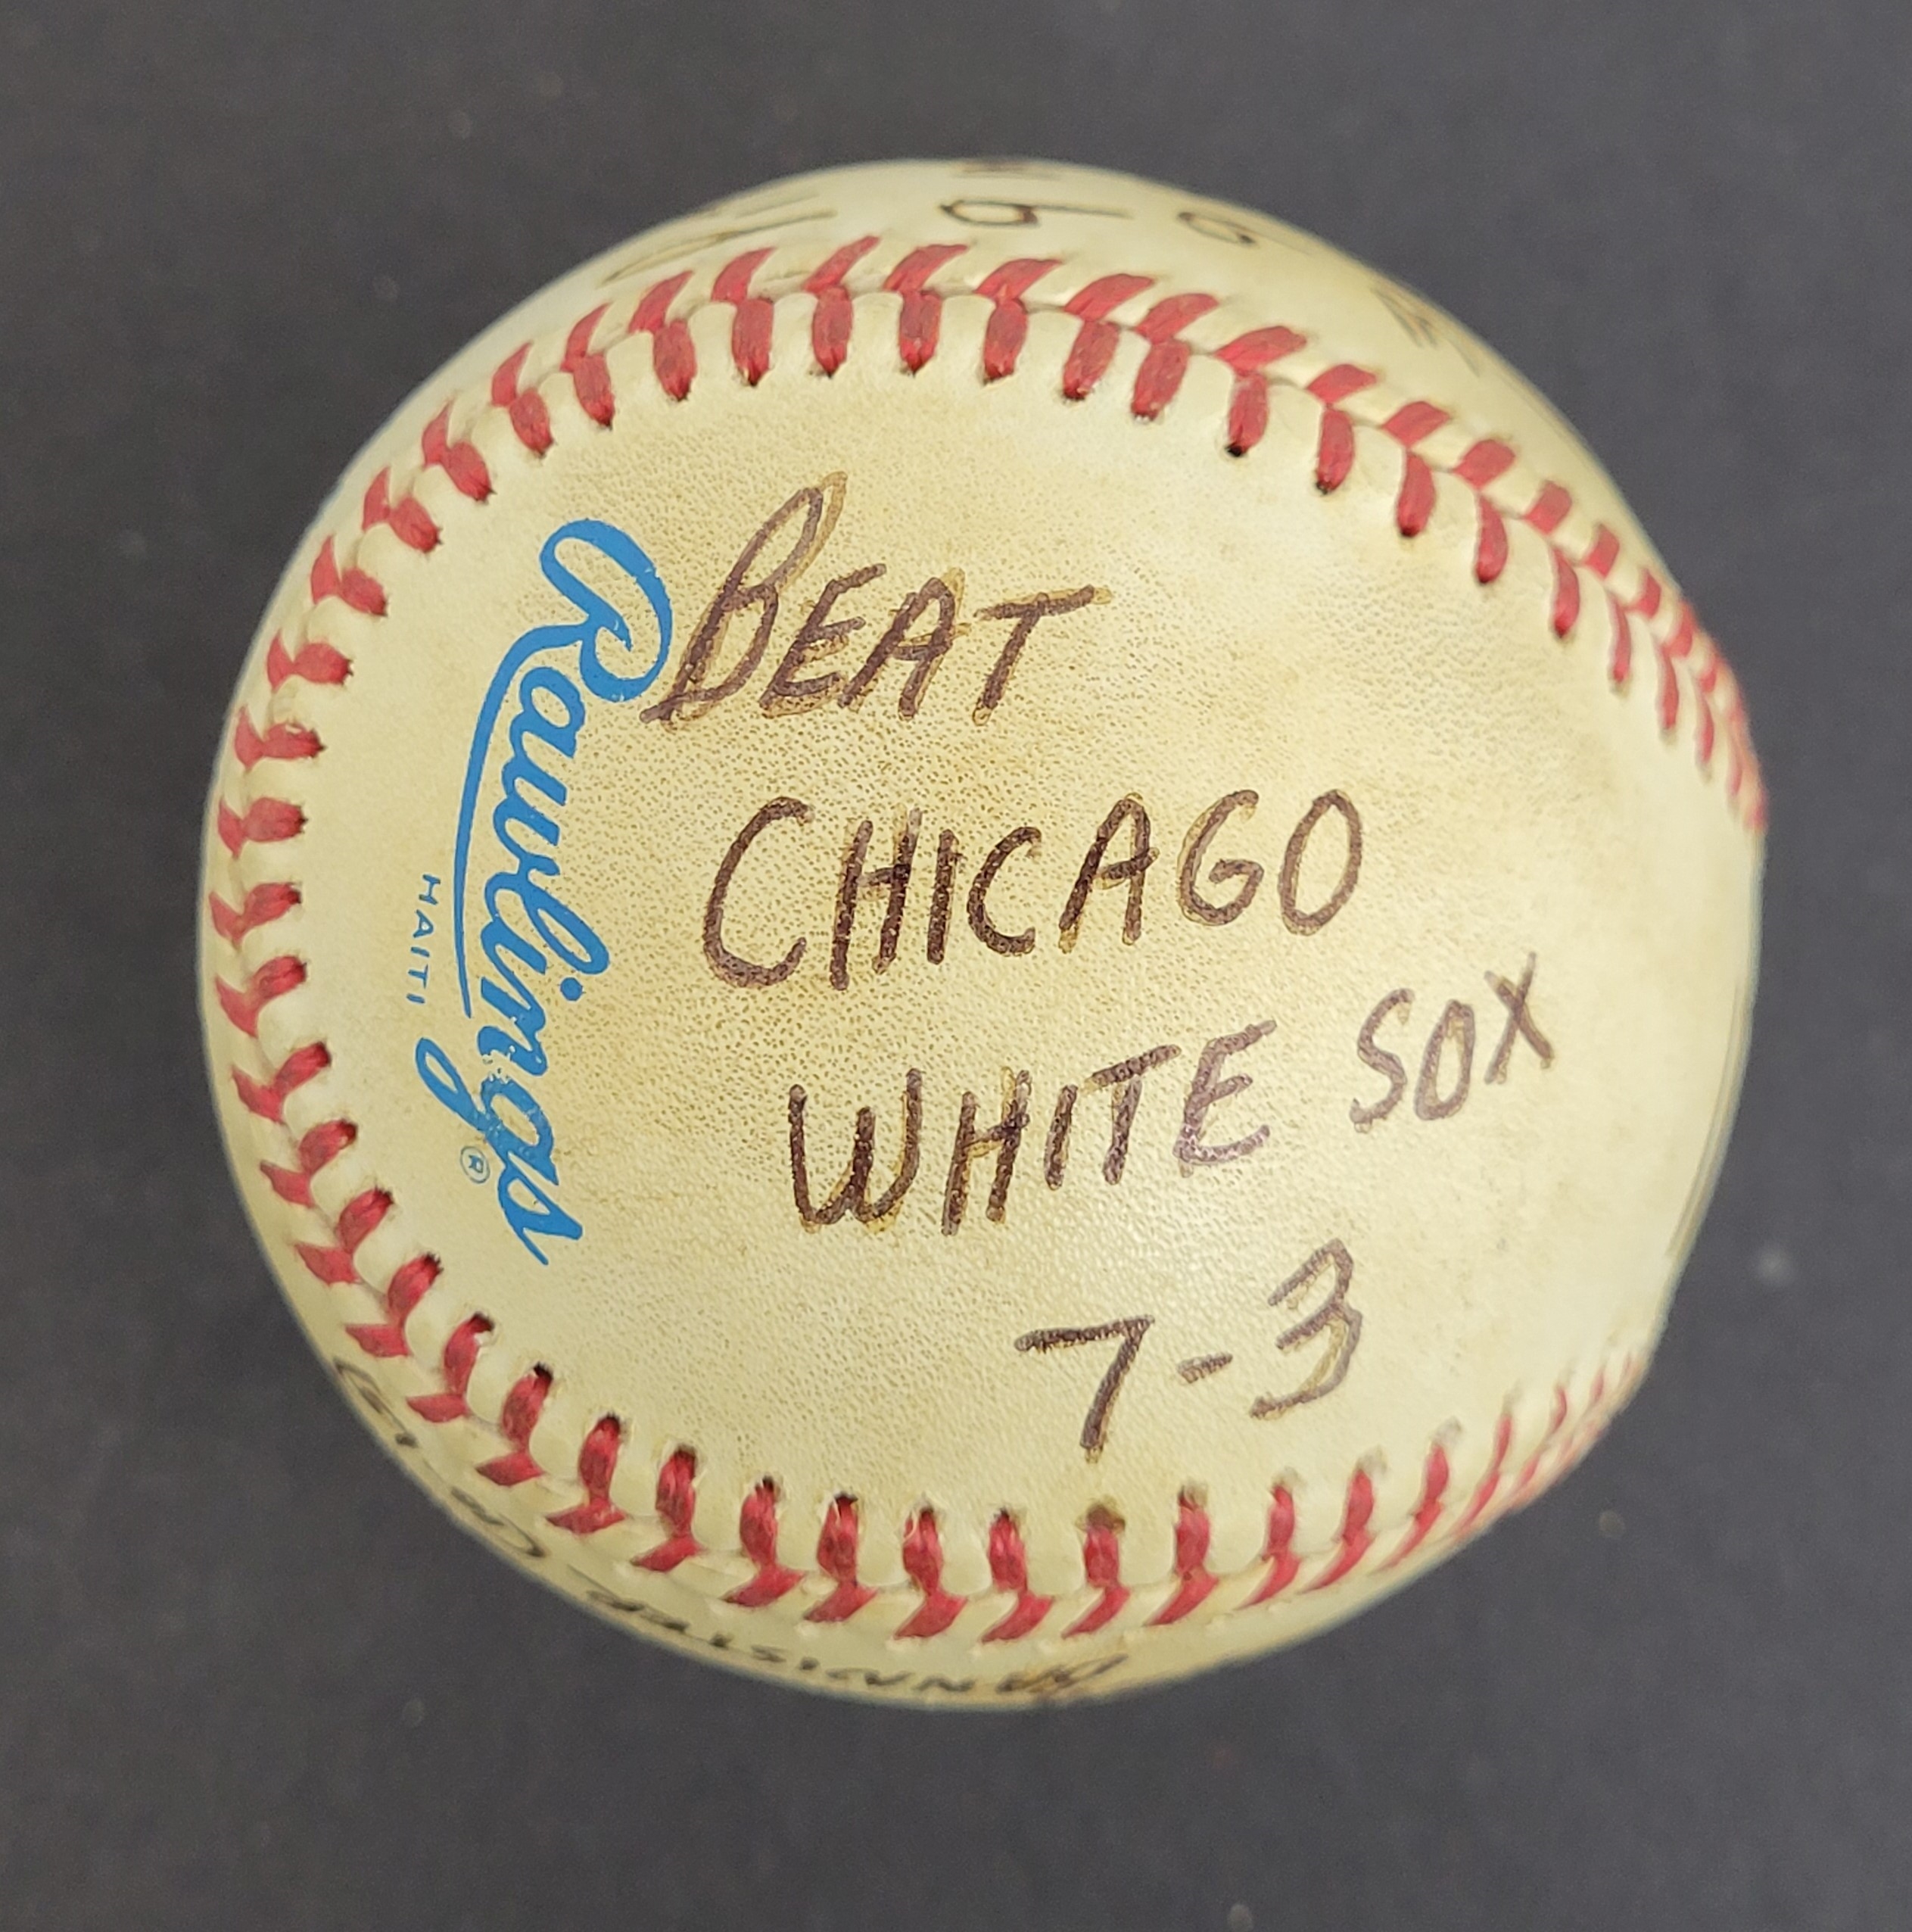 BEAT
CHICAGO
WHITE SOX
7-3
Rawlings®
HAITI